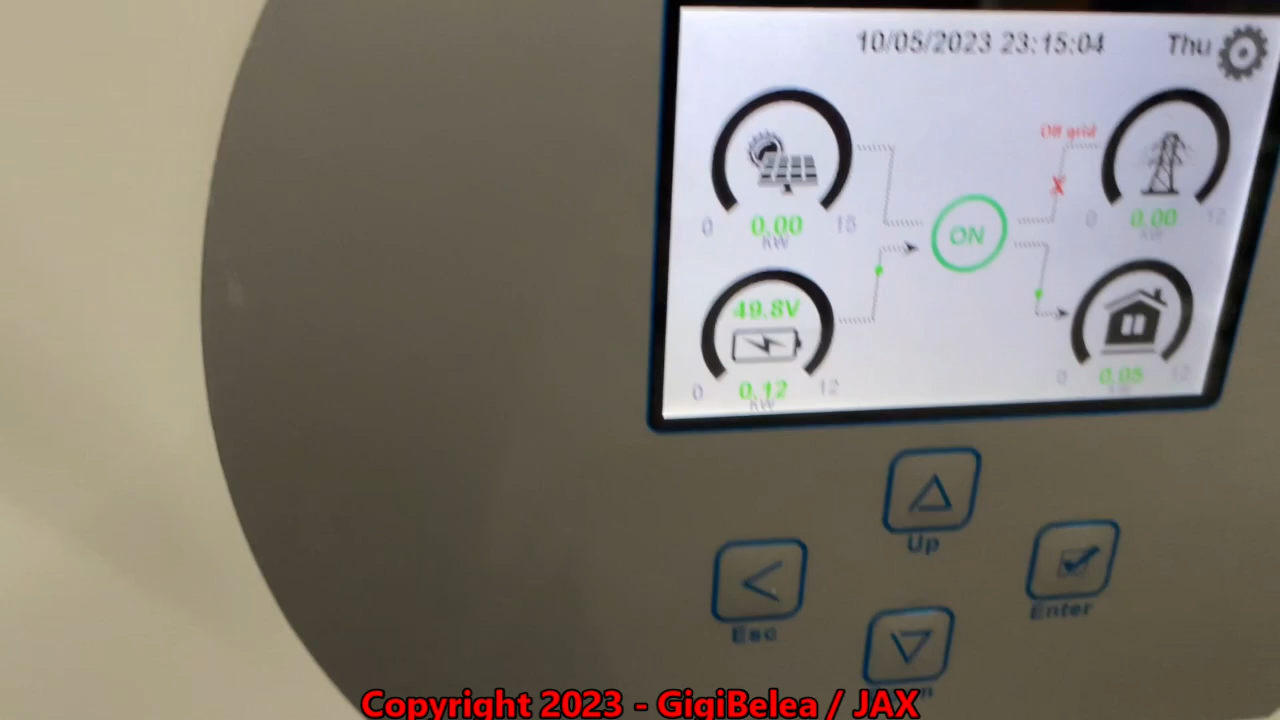 10/05/2023 23:15:04 Thu
Off grid
X
0 0.00 15
KW
0 0.00 12
KW
ON
49.8V
0 0.12 12
KW
0 0.05 12
KW
Up
Esc
Enter
Copyright 2023 - GigiBelea / JAX